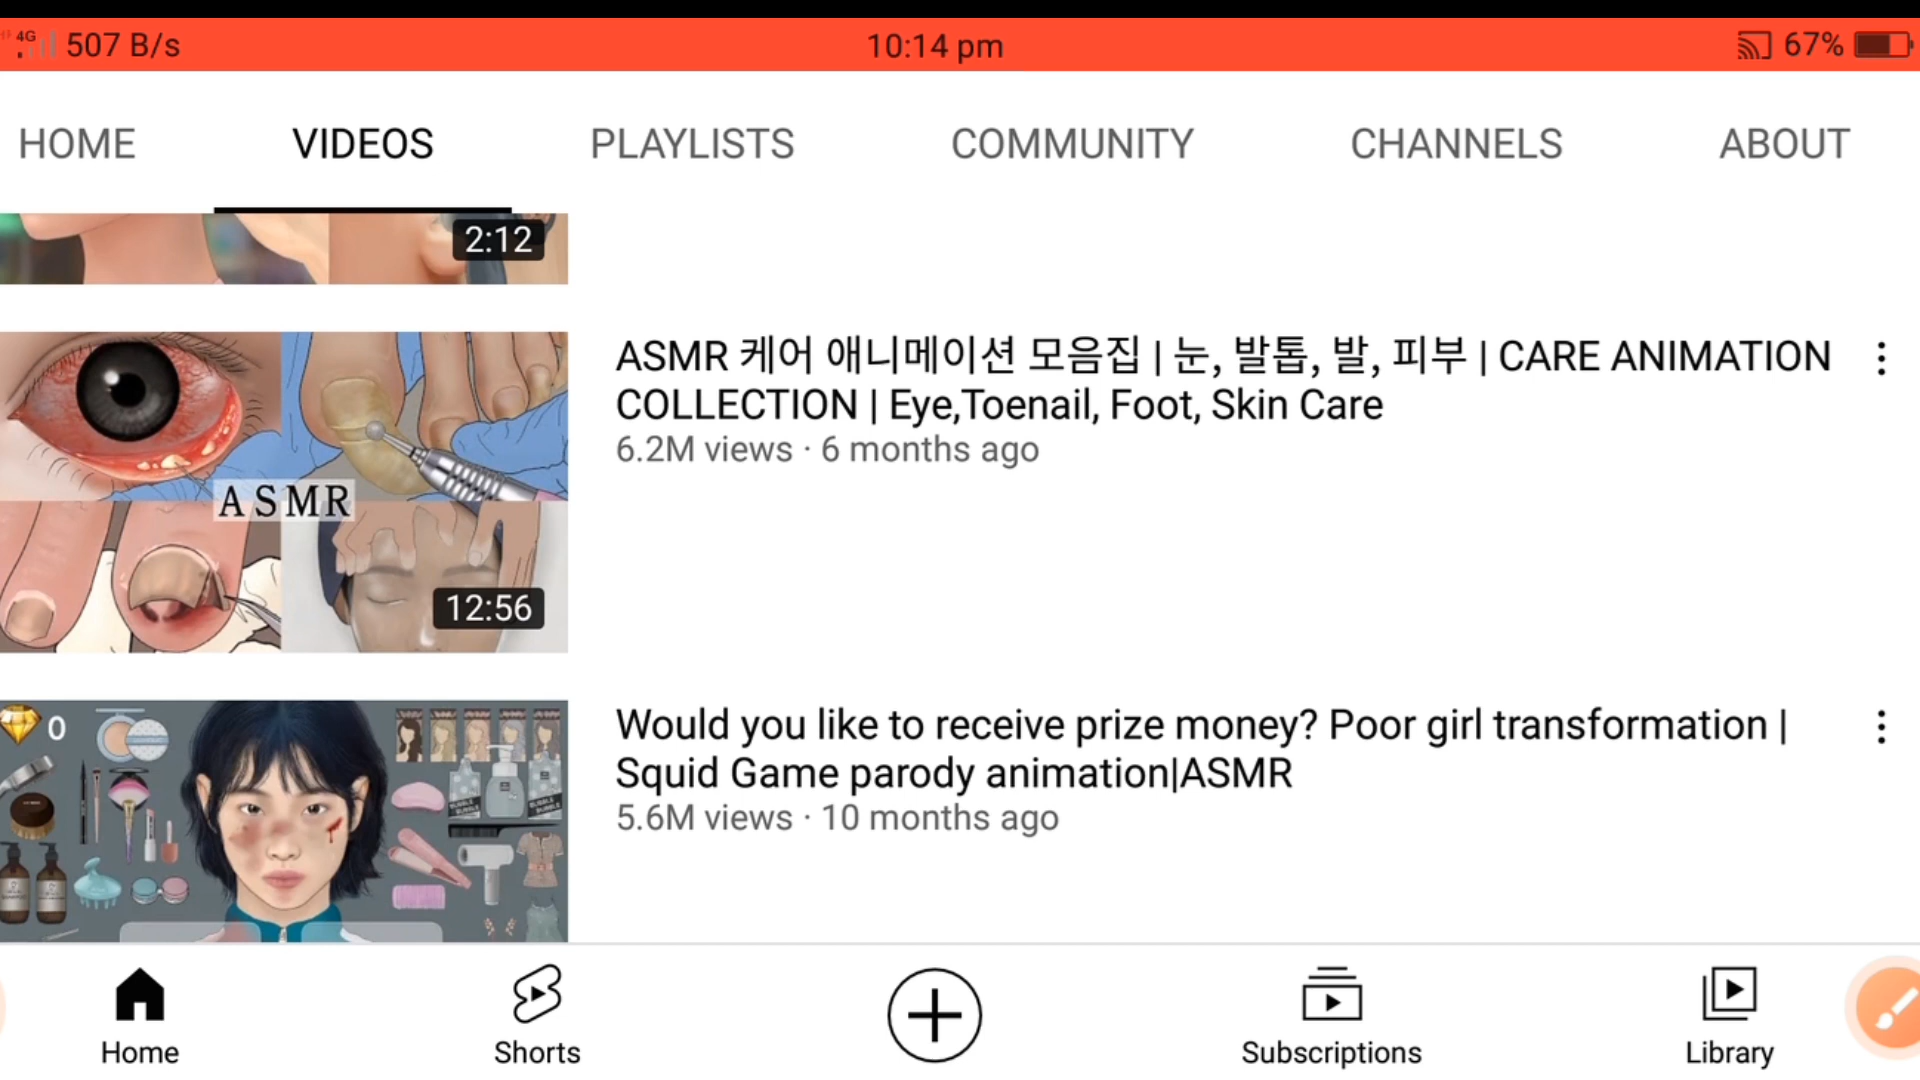 4G 507 B/s 10:14 pm 67%
HOME VIDEOS PLAYLISTS COMMUNITY CHANNELS ABOUT
2:12
ASMR 케어 애니메이션 모음집 | 눈, 발톱, 발, 피부 | CARE ANIMATION
COLLECTION | Eye,Toenail, Foot, Skin Care
6.2M views · 6 months ago
ASMR
12:56
0
Would you like to receive prize money? Poor girl transformation |
Squid Game parody animation|ASMR
5.6M views · 10 months ago
Home Shorts Subscriptions Library